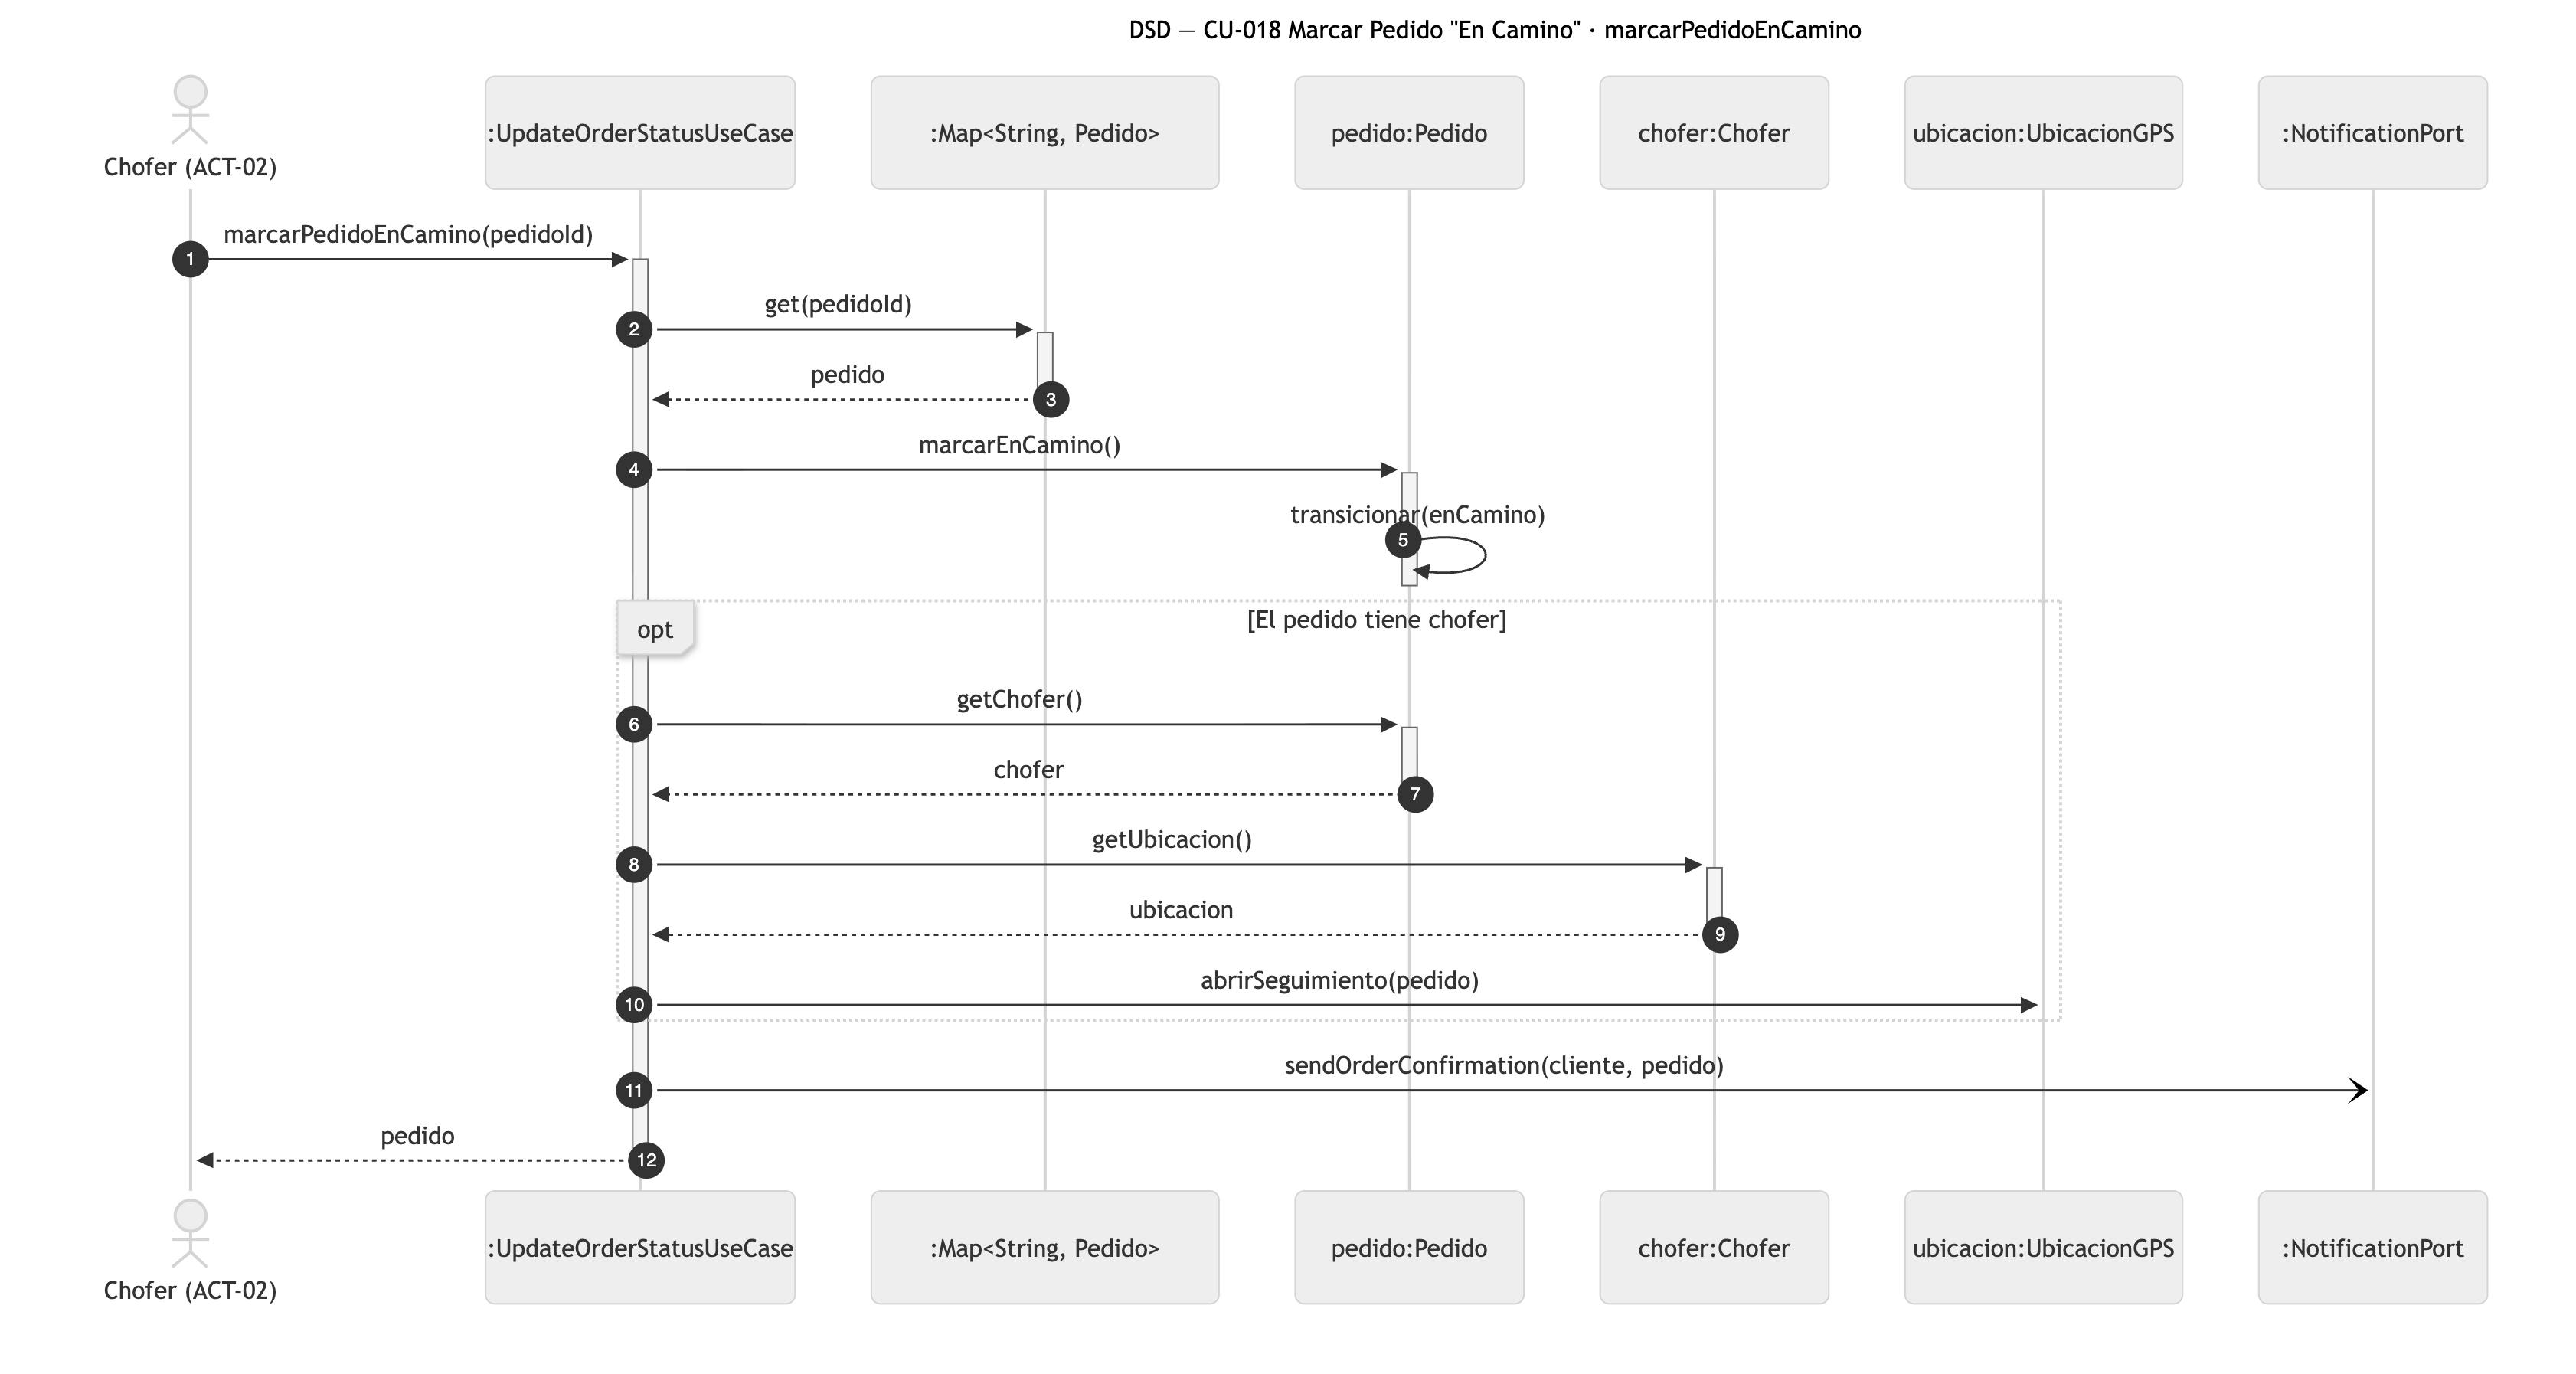 DSD — CU-018 Marcar Pedido "En Camino" · marcarPedidoEnCamino
Chofer (ACT-02)
:UpdateOrderStatusUseCase
:Map<String, Pedido>
pedido:Pedido
chofer:Chofer
ubicacion:UbicacionGPS
:NotificationPort
marcarPedidoEnCamino(pedidoId)
1
get(pedidoId)
2
pedido
3
marcarEnCamino()
4
transicionar(enCamino)
5
opt
[El pedido tiene chofer]
getChofer()
6
chofer
7
getUbicacion()
8
ubicacion
9
abrirSeguimiento(pedido)
10
sendOrderConfirmation(cliente, pedido)
11
pedido
12
Chofer (ACT-02)
:UpdateOrderStatusUseCase
:Map<String, Pedido>
pedido:Pedido
chofer:Chofer
ubicacion:UbicacionGPS
:NotificationPort